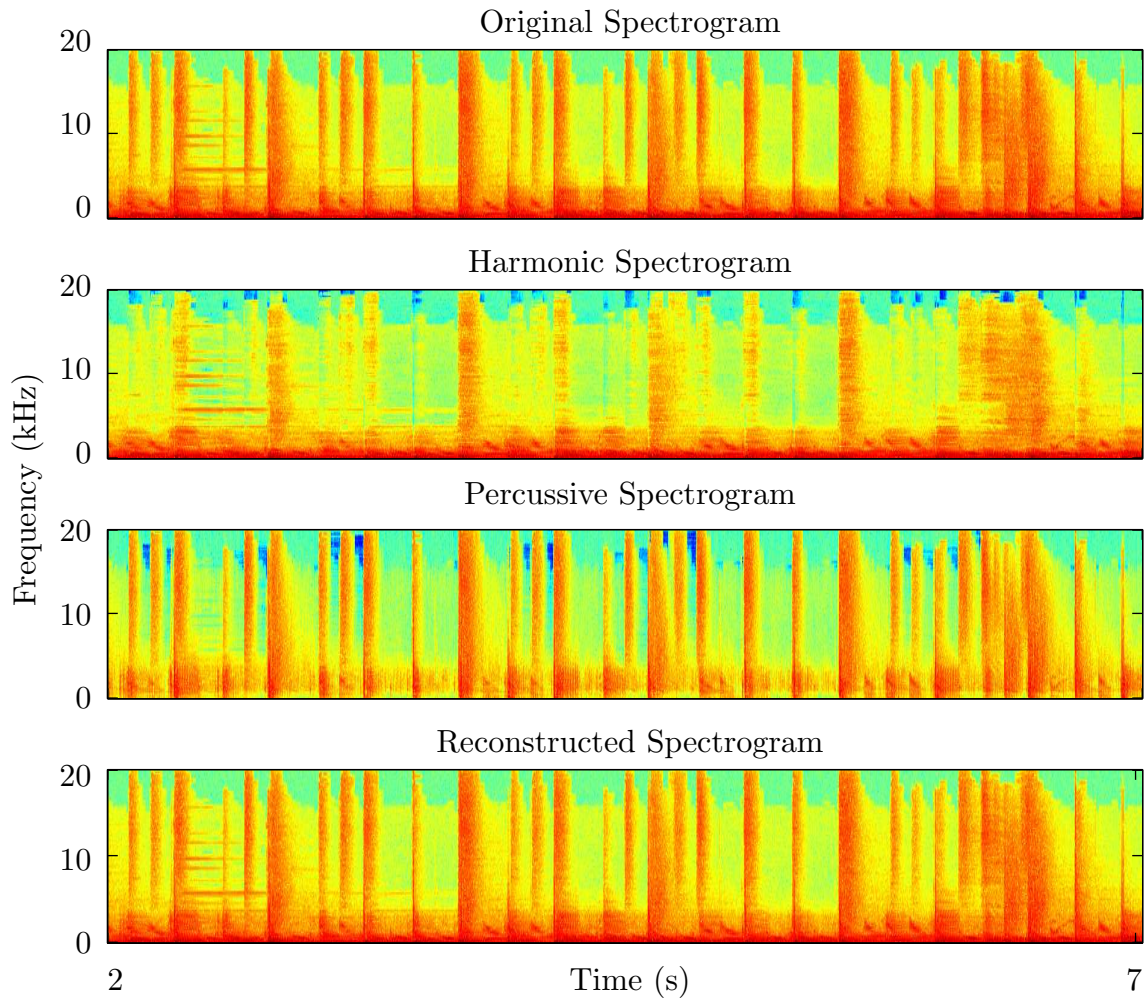 Original Spectrogram
20
10
0
Harmonic Spectrogram
20
10
0
Percussive Spectrogram
20
10
0
Reconstructed Spectrogram
20
10
0
Frequency (kHz)
2
Time (s)
7